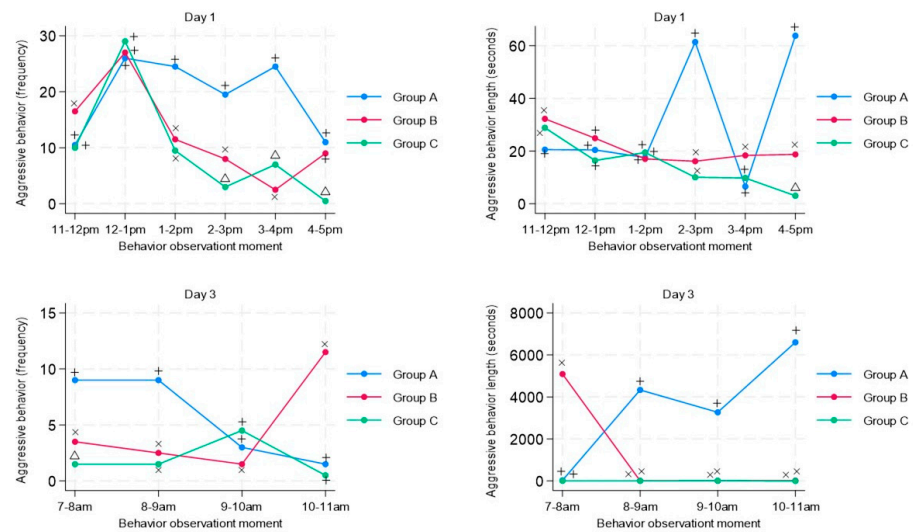 Day 1
Aggressive behavior (frequency)
30
20
10
0
11-12pm 12-1pm 1-2pm 2-3pm 3-4pm 4-5pm
Behavior observationt moment
Group A
Group B
Group C
Day 1
Aggressive behavior length (seconds)
60
40
20
0
11-12pm 12-1pm 1-2pm 2-3pm 3-4pm 4-5pm
Behavior observationt moment
Group A
Group B
Group C
Day 3
Aggressive behavior (frequency)
15
10
5
0
7-8am 8-9am 9-10am 10-11am
Behavior observationt moment
Group A
Group B
Group C
Day 3
Aggressive behavior length (seconds)
8000
6000
4000
2000
0
7-8am 8-9am 9-10am 10-11am
Behavior observationt moment
Group A
Group B
Group C